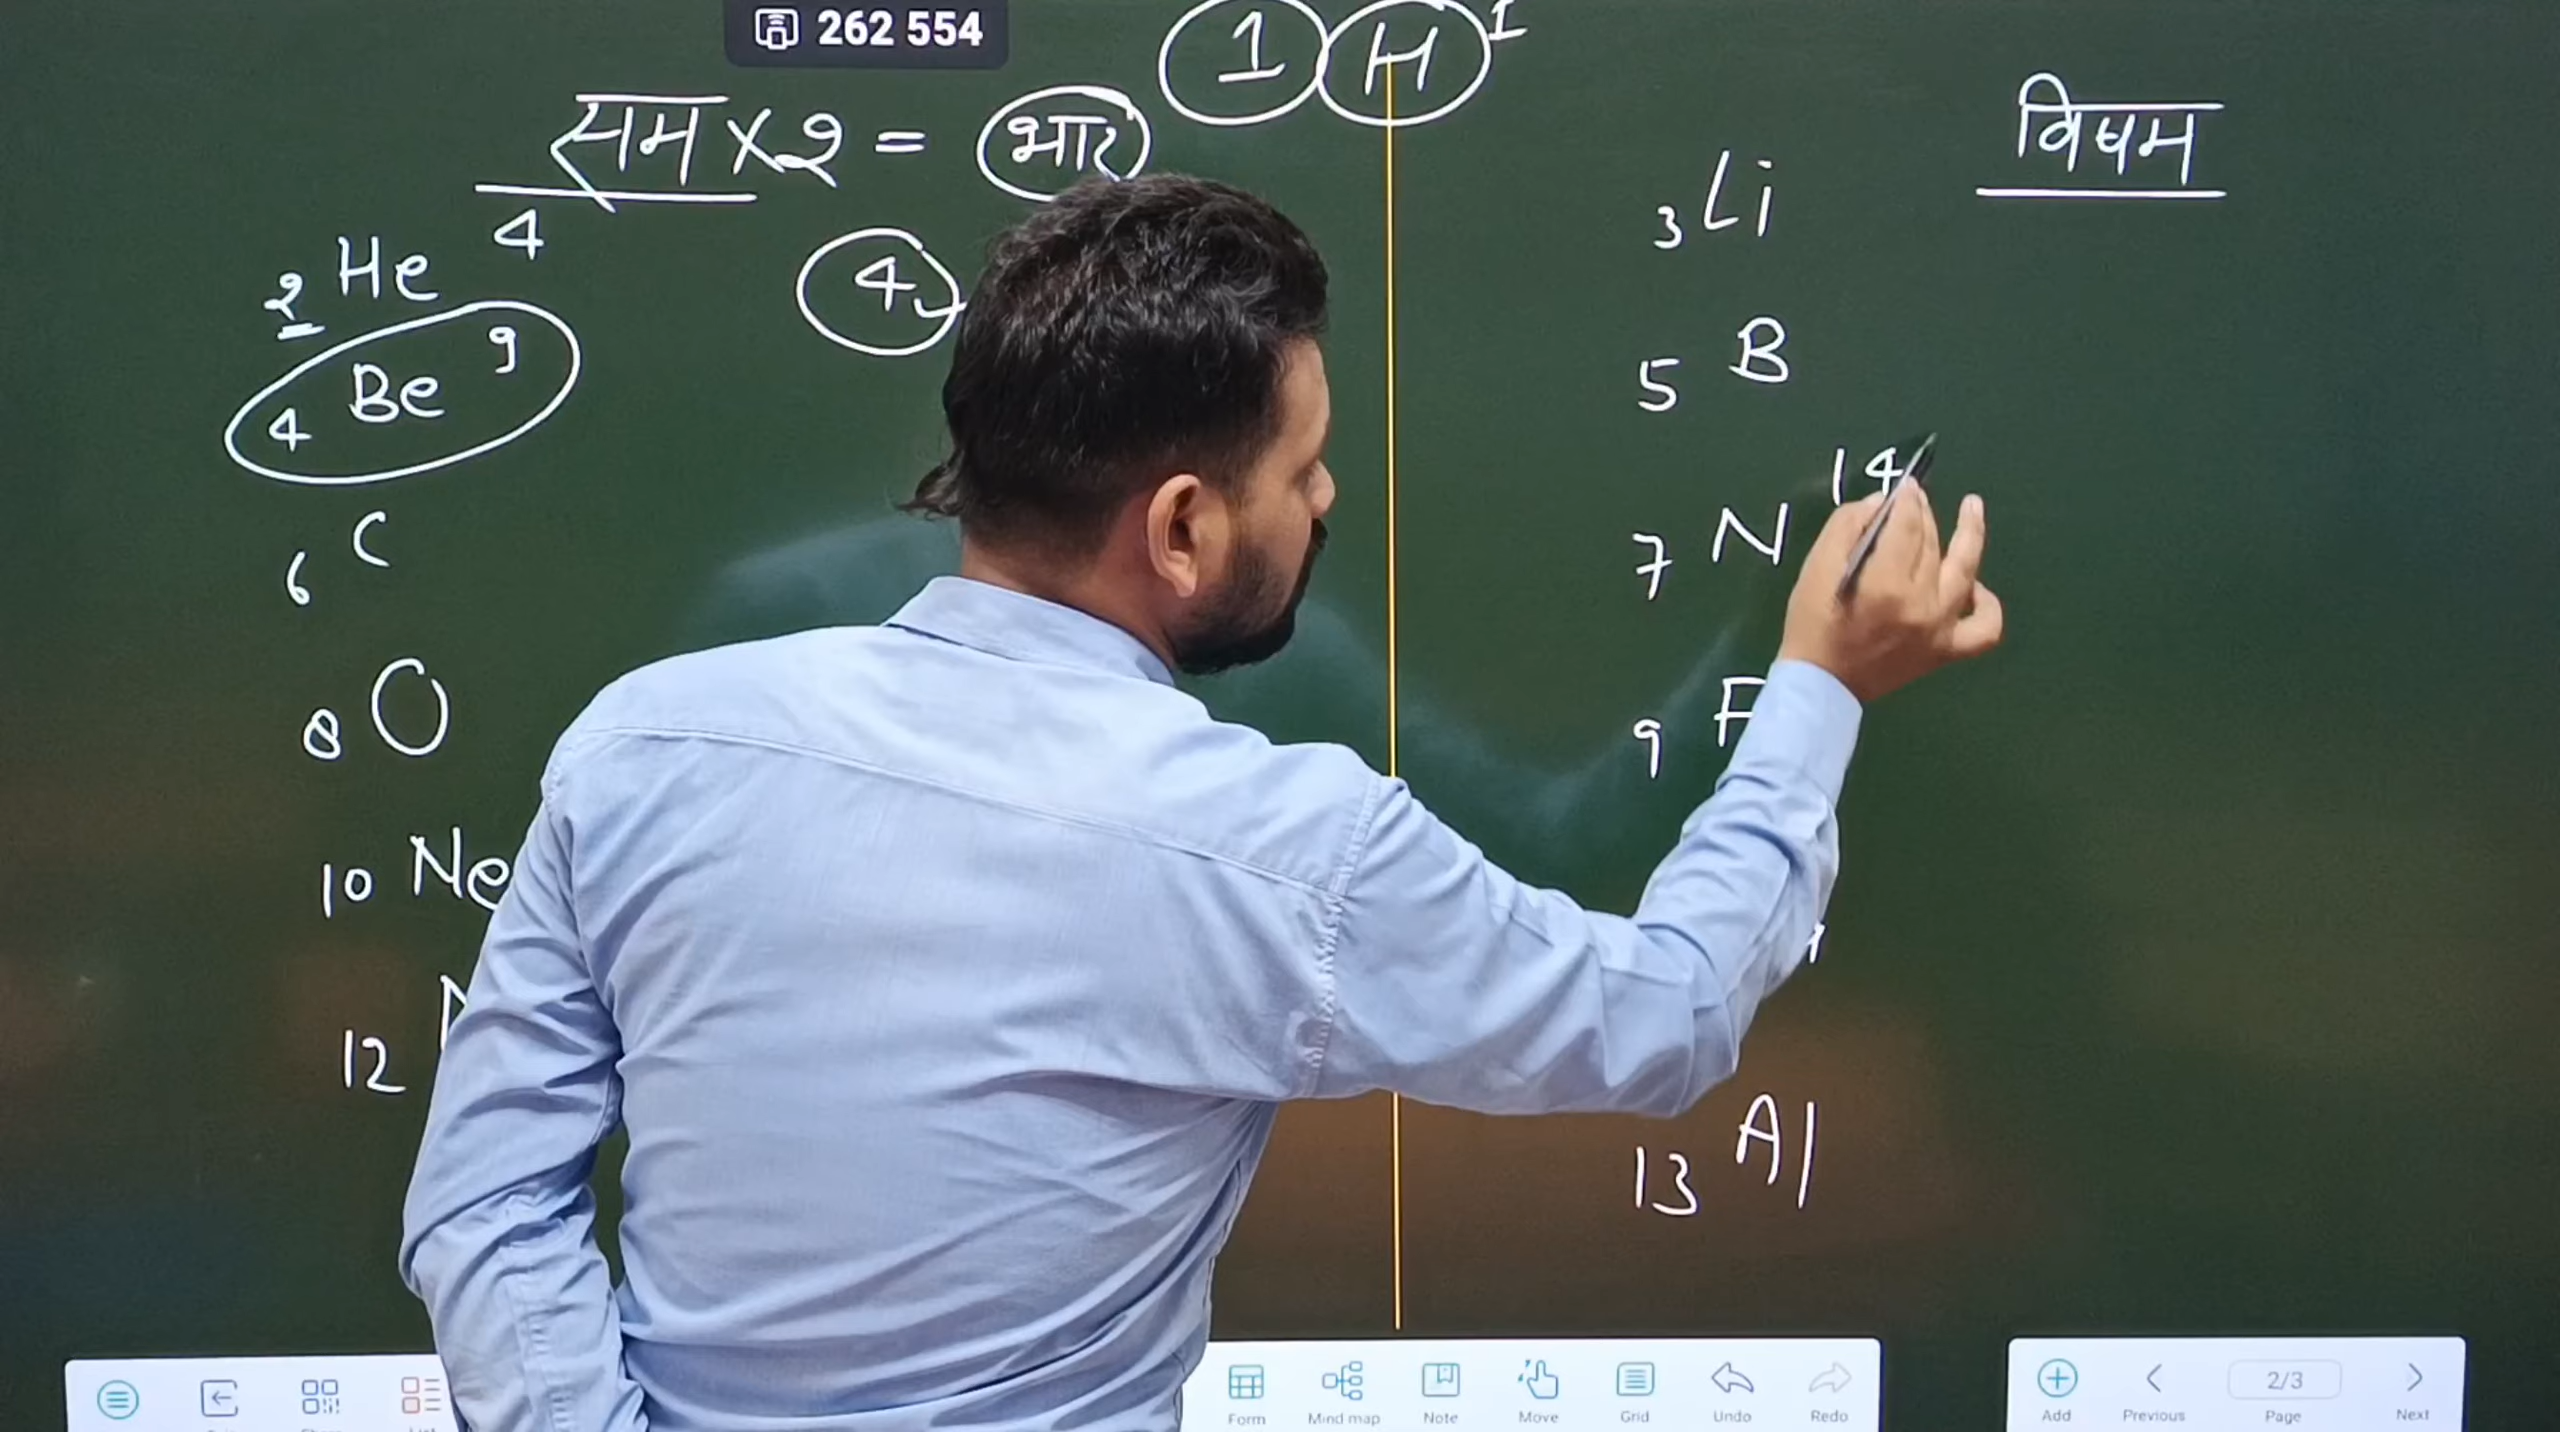 262 554
1 H 1
सम x २ = भार
विषम
4
२ He
4
4 Be 9
6 C
8 O
10 Ne
12
3 Li
5 B
7 N 14
9 F
13 Al
Form Mind map Note Move Grid Undo Redo
Add Previous 2/3 Page Next